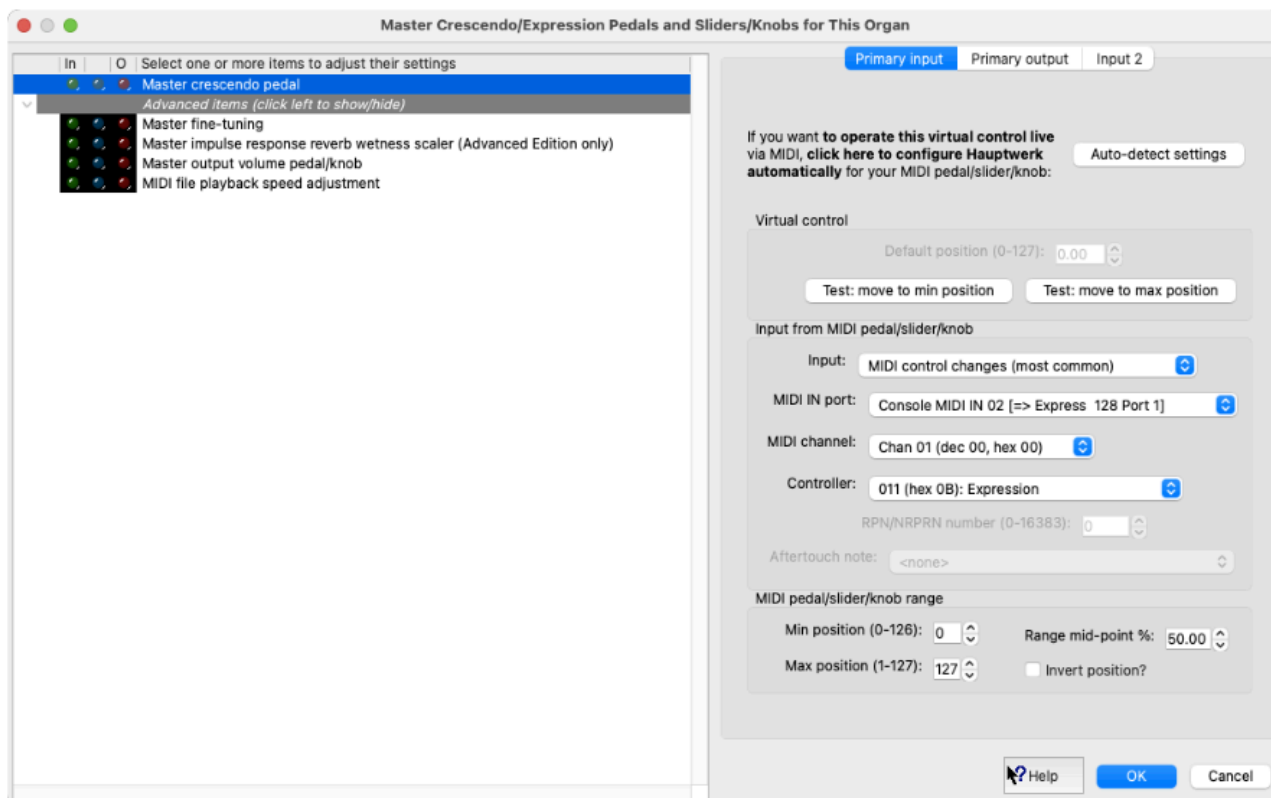 Master Crescendo/Expression Pedals and Sliders/Knobs for This Organ
In O Select one or more items to adjust their settings
Master crescendo pedal
Advanced items (click left to show/hide)
Master fine-tuning
Master impulse response reverb wetness scaler (Advanced Edition only)
Master output volume pedal/knob
MIDI file playback speed adjustment
Primary input Primary output Input 2
If you want to operate this virtual control live
via MIDI, click here to configure Hauptwerk
automatically for your MIDI pedal/slider/knob:
Auto-detect settings
Virtual control
Default position (0-127): 0.00
Test: move to min position Test: move to max position
Input from MIDI pedal/slider/knob
Input: MIDI control changes (most common)
MIDI IN port: Console MIDI IN 02 [=> Express 128 Port 1]
MIDI channel: Chan 01 (dec 00, hex 00)
Controller: 011 (hex 0B): Expression
RPN/NRPRN number (0-16383): 0
Aftertouch note: <none>
MIDI pedal/slider/knob range
Min position (0-126): 0 Range mid-point %: 50.00
Max position (1-127): 127 Invert position?
? Help OK Cancel